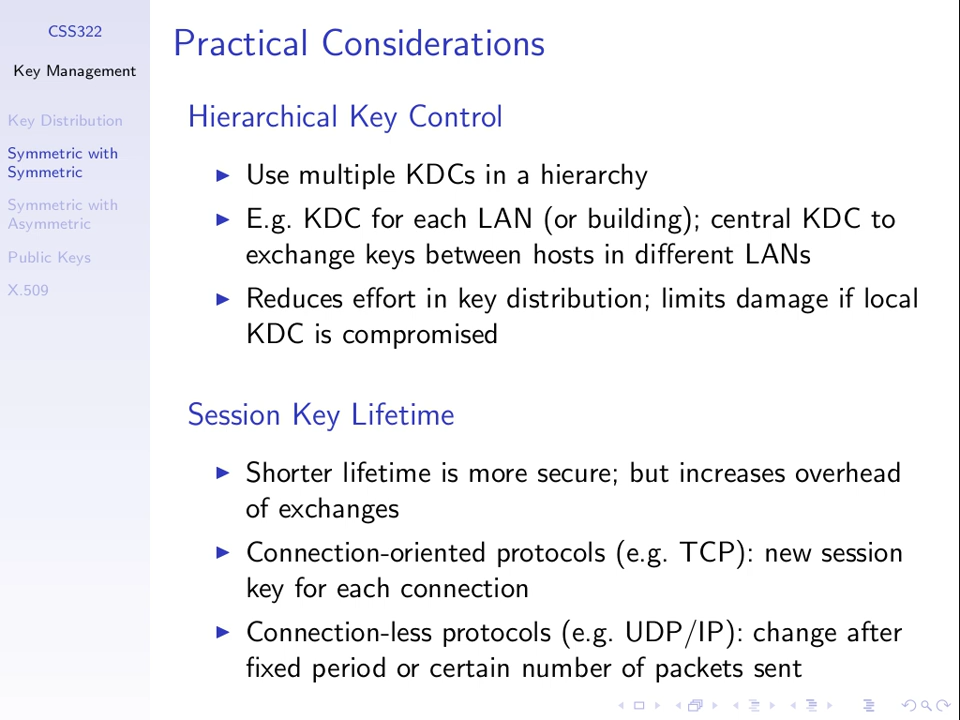 CSS322
Key Management
Key Distribution
Symmetric with
Symmetric
Symmetric with
Asymmetric
Public Keys
X.509
Practical Considerations
Hierarchical Key Control
Use multiple KDCs in a hierarchy
E.g. KDC for each LAN (or building); central KDC to
exchange keys between hosts in different LANs
Reduces effort in key distribution; limits damage if local
KDC is compromised
Session Key Lifetime
Shorter lifetime is more secure; but increases overhead
of exchanges
Connection-oriented protocols (e.g. TCP): new session
key for each connection
Connection-less protocols (e.g. UDP/IP): change after
fixed period or certain number of packets sent